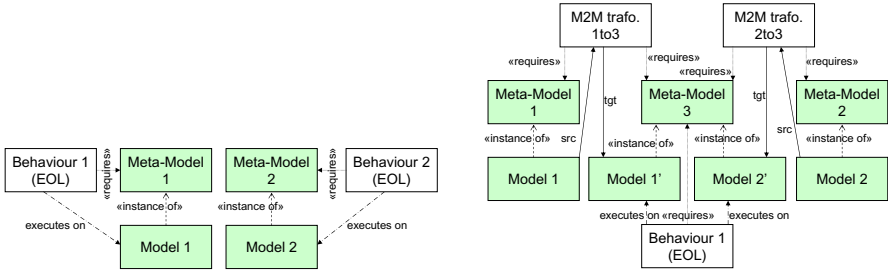 Behaviour 1
(EOL)
«requires»
Meta-Model
1
Meta-Model
2
«requires»
Behaviour 2
(EOL)
«instance of»
«instance of»
executes on
executes on
Model 1
Model 2
M2M trafo.
1to3
M2M trafo.
2to3
«requires»
«requires»
«requires»
«requires»
Meta-Model
1
tgt
Meta-Model
3
tgt
Meta-Model
2
«instance of»
src
«instance of»
«instance of»
src
«instance of»
Model 1
Model 1’
Model 2’
Model 2
executes on
«requires»
executes on
Behaviour 1
(EOL)